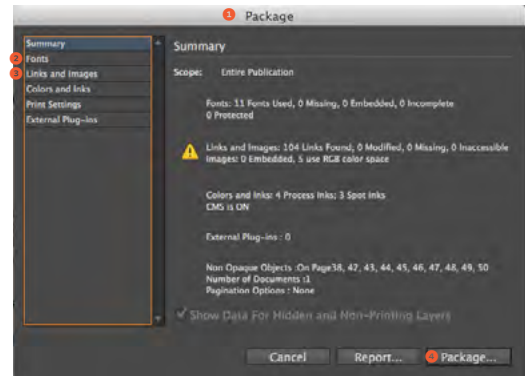 1 Package
Summary
2 Fonts
3 Links and Images
Colors and Inks
Print Settings
External Plug-ins
Summary
Scope: Entire Publication
Fonts: 11 Fonts Used, 0 Missing, 0 Embedded, 0 Incomplete
0 Protected
Links and Images: 104 Links Found, 0 Modified, 0 Missing, 0 Inaccessible
Images: 0 Embedded, 5 use RGB color space
Colors and Inks: 4 Process Inks; 3 Spot Inks
CMS is ON
External Plug-ins : 0
Non Opaque Objects :On Page38, 47, 43, 44, 45, 46, 47, 48, 49, 50
Number of Documents :1
Pagination Options : None
Show Data For Hidden and Non-Printing Layers
Cancel Report... 4 Package...